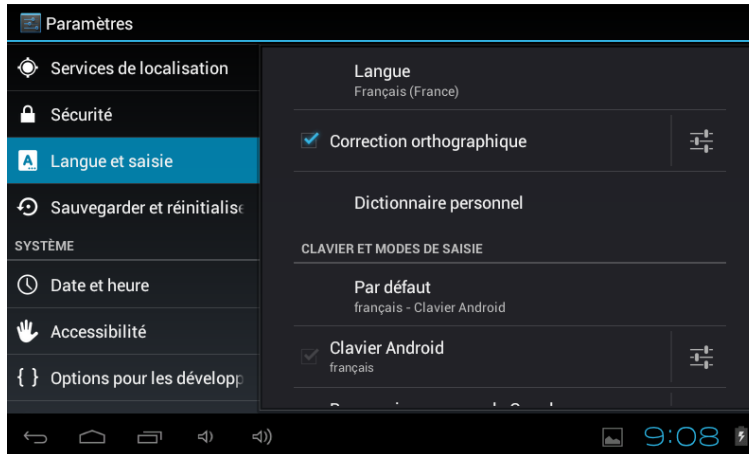 Paramètres
Services de localisation
Sécurité
Langue et saisie
Sauvegarder et réinitialise
SYSTÈME
Date et heure
Accessibilité
Options pour les développ
Langue
Français (France)
Correction orthographique
Dictionnaire personnel
CLAVIER ET MODES DE SAISIE
Par défaut
français - Clavier Android
Clavier Android
français
9:08